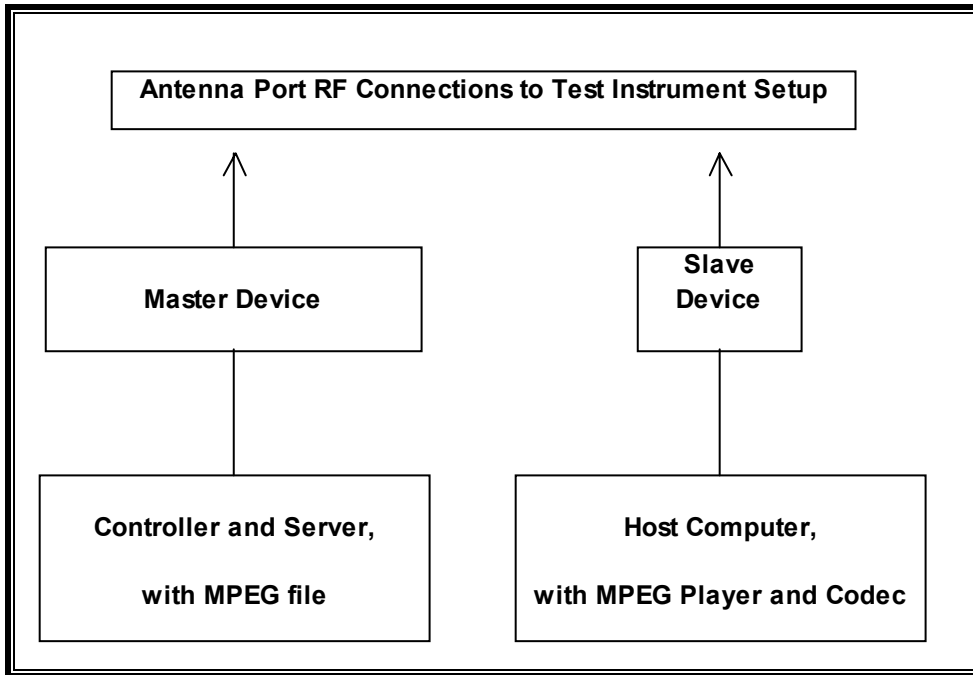 Antenna Port RF Connections to Test Instrument Setup
Master Device
Slave
Device
Controller and Server,
with MPEG file
Host Computer,
with MPEG Player and Codec